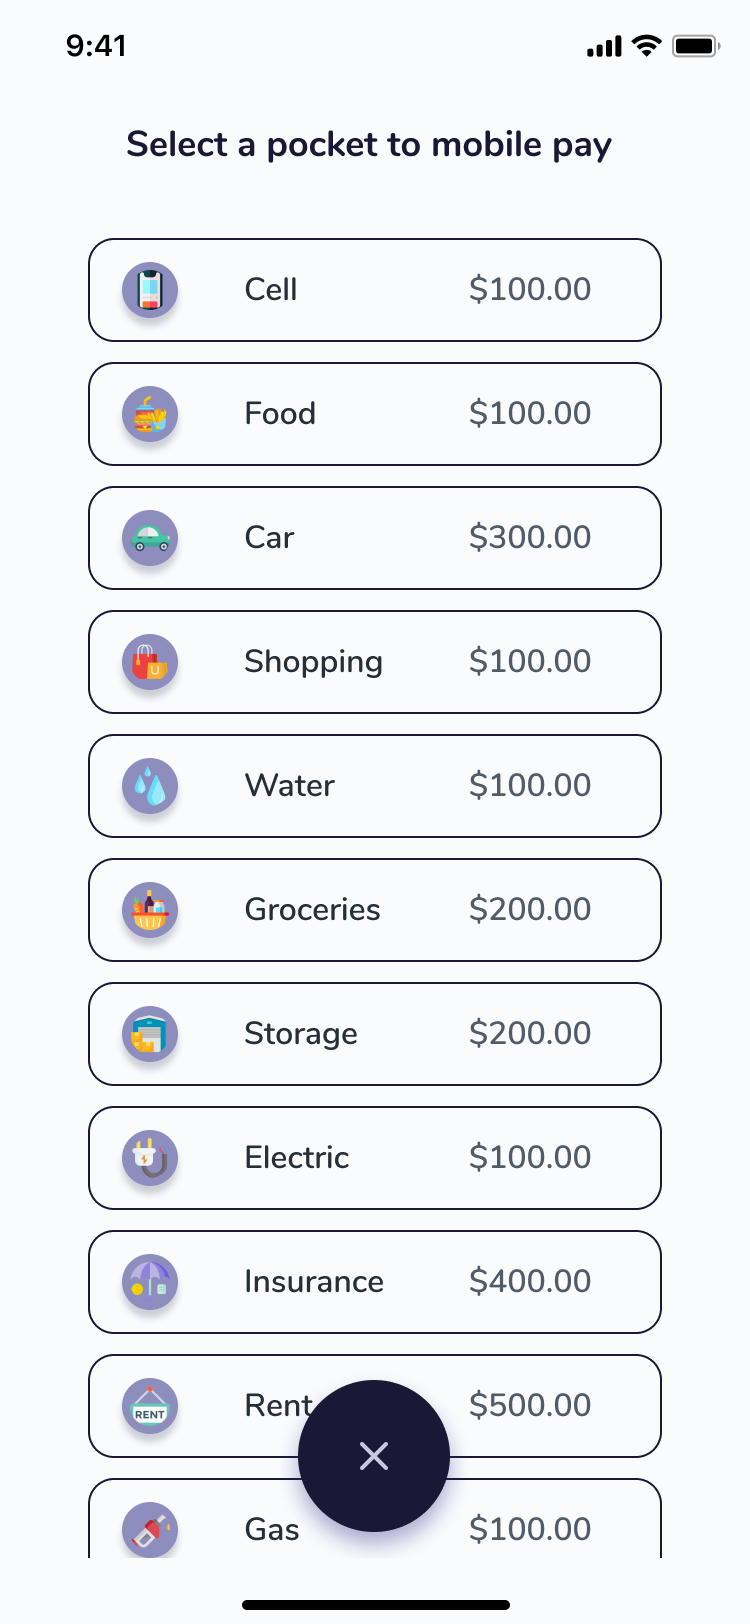 9:41
Select a pocket to mobile pay
Cell $100.00
Food $100.00
Car $300.00
Shopping $100.00
Water $100.00
Groceries $200.00
Storage $200.00
Electric $100.00
Insurance $400.00
RENT Rent $500.00
Gas $100.00